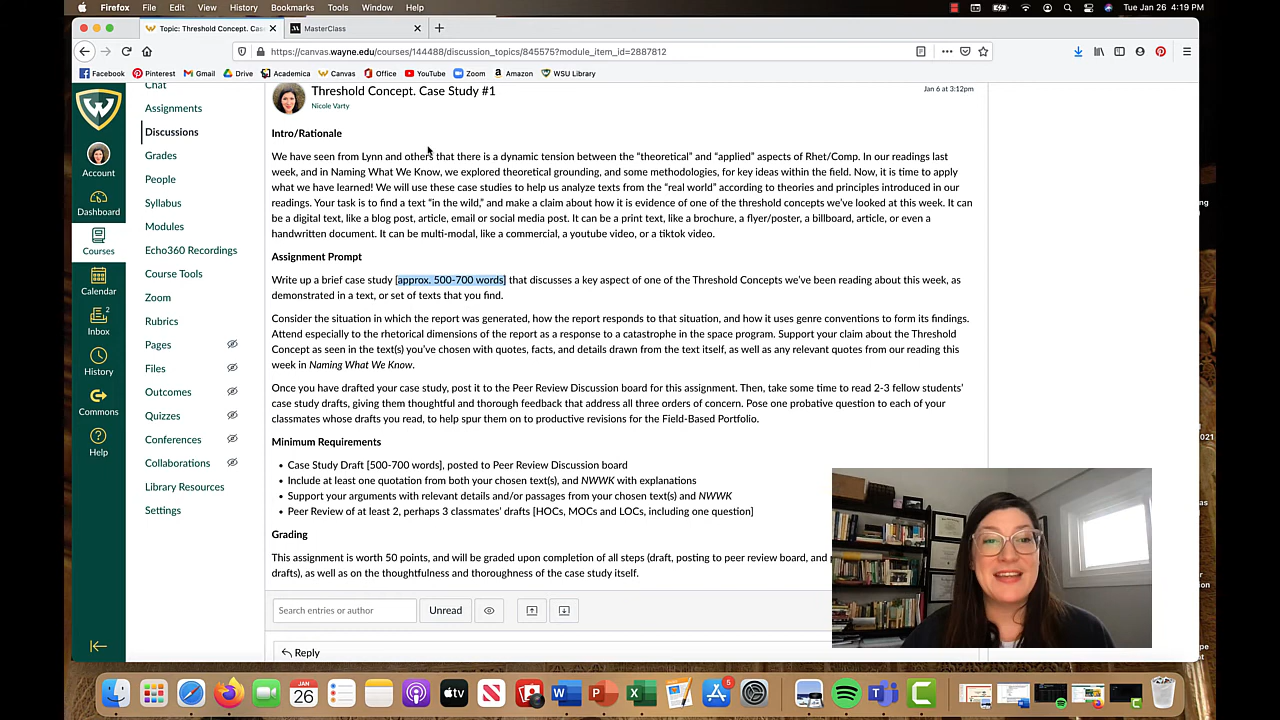 Firefox File Edit View History Bookmarks Tools Window Help
Tue Jan 26 4:19 PM
Topic: Threshold Concept. Cas
MasterClass
https://canvas.wayne.edu/courses/144488/discussion_topics/845575?module_item_id=2887812
Facebook Pinterest Gmail Drive Academica Canvas Office YouTube Zoom Amazon WSU Library
W
Account
Dashboard
Courses
Calendar
2
Inbox
History
Commons
Help
Chat
Assignments
Discussions
Grades
People
Syllabus
Modules
Echo360 Recordings
Course Tools
Zoom
Rubrics
Pages
Files
Outcomes
Quizzes
Conferences
Collaborations
Library Resources
Settings
Threshold Concept. Case Study #1
Jan 6 at 3:12pm
Nicole Varty
Intro/Rationale
We have seen from Lynn and others that there is a dynamic tension between the “theoretical” and “applied” aspects of Rhet/Comp. In our readings last
week, and in Naming What We Know, we explored theoretical grounding, and some methodologies, for key ideas within the field. Now, it is time to apply
what we have learned! We will use these case studies to help us analyze texts from the “real world” according to theories and principles introduced in our
readings. Your task is to find a text “in the wild,” and make a claim about how it is evidence of one of the threshold concepts we’ve looked at this week. It can
be a digital text, like a blog post, article, email or social media post. It can be a print text, like a brochure, a flyer/poster, a billboard, article, or even a
handwritten document. It can be multi-modal, like a commercial, a youtube video, or a tiktok video.
Assignment Prompt
Write up a brief case study [approx. 500-700 words] that discusses a key aspect of one of the Threshold Concepts we’ve been reading about this week, as
demonstrated in a text, or set of texts that you find.
Consider the situation in which the report was generated, how the report responds to that situation, and how it uses genre conventions to form its findings.
Attend especially to the rhetorical dimensions of the report as a response to a catastrophe in the space program. Support your claim about the Threshold
Concept as seen in the text(s) you’ve chosen with quotes, facts, and details drawn from the text itself, as well as any relevant quotes from our reading this
week in Naming What We Know.
Once you have drafted your case study, post it to the Peer Review Discussion board for this assignment. Then, take some time to read 2-3 fellow students’
case study drafts, giving them thoughtful and thorough feedback that address all three orders of concern. Pose one probative question to each of your
classmates whose drafts you read, to help spur them on to productive revisions for the Field-Based Portfolio.
Minimum Requirements
• Case Study Draft [500-700 words], posted to Peer Review Discussion board
• Include at least one quotation from both your chosen text(s), and NWWK with explanations
• Support your arguments with relevant details and/or passages from your chosen text(s) and NWWK
• Peer Review of at least 2, perhaps 3 classmates drafts [HOCs, MOCs and LOCs, including one question]
Grading
This assignment is worth 50 points, and will be graded upon completion of all steps (draft, posting to peer review board, and
drafts), as well as on the thoughtfulness and thoroughness of the case study itself.
Search entries or author
Unread
Reply
JAN
26
tv
5